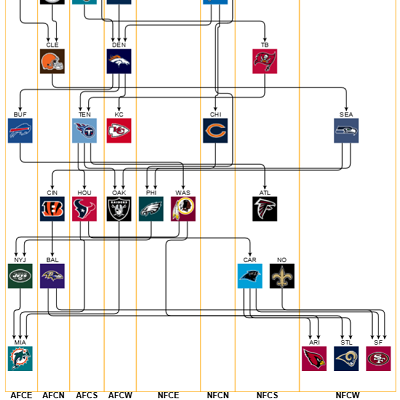 CLE DEN TB
BUF TEN KC CHI SEA
CIN HOU OAK PHI WAS ATL
NYJ BAL CAR NO
MIA ARI STL SF
AFCE AFCN AFCS AFCW NFCE NFCN NFCS NFCW